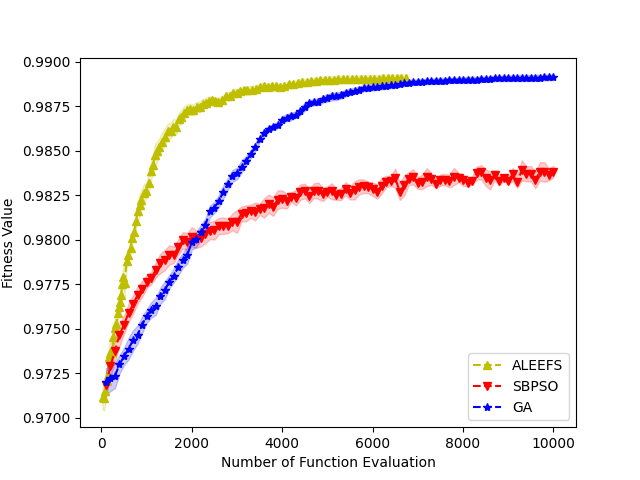 0.9900
0.9875
0.9850
0.9825
0.9800
0.9775
0.9750
0.9725
0.9700
Fitness Value
0 2000 4000 6000 8000 10000
Number of Function Evaluation
ALEEFS
SBPSO
GA